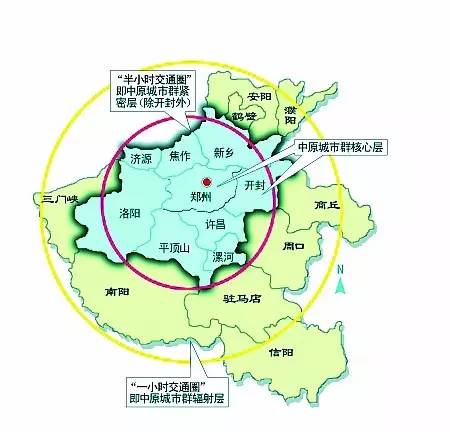 “半小时交通圈”
即中原城市群紧
密层(除开封外)
安阳
鹤壁
濮阳
中原城市群核心层
济源
焦作
新乡
开封
郑州
三门峡
洛阳
许昌
商丘
平顶山
漯河
周口
N
南阳
驻马店
信阳
“一小时交通圈”
即中原城市群辐射层